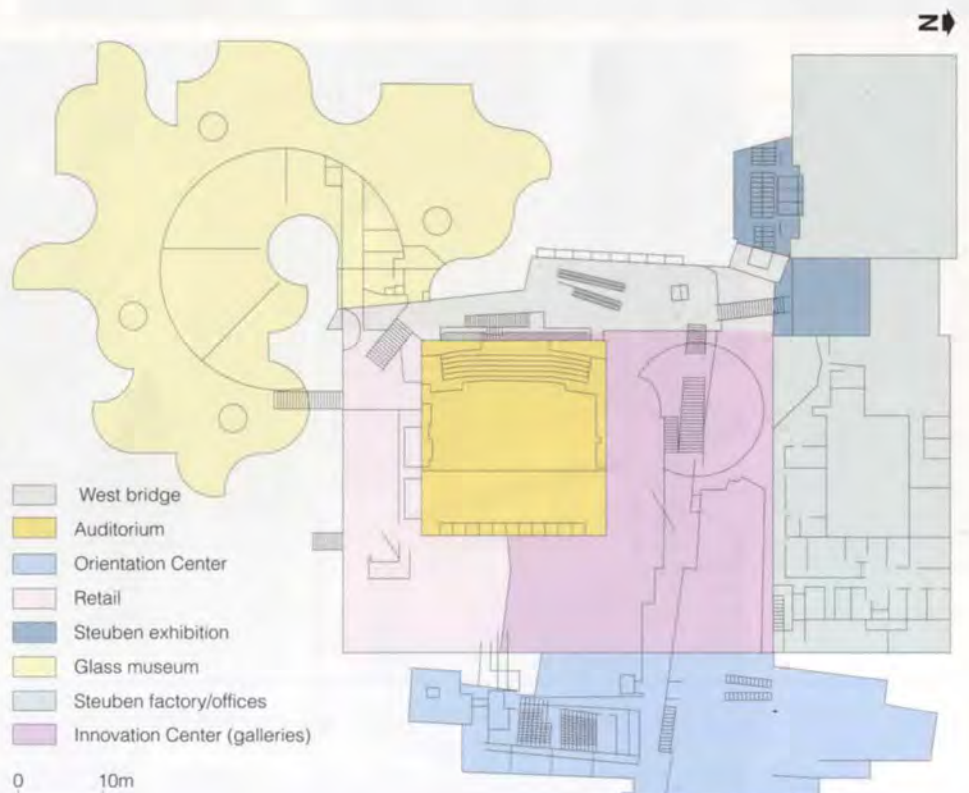 N
West bridge
Auditorium
Orientation Center
Retail
Steuben exhibition
Glass museum
Steuben factory/offices
Innovation Center (galleries)
0 10m